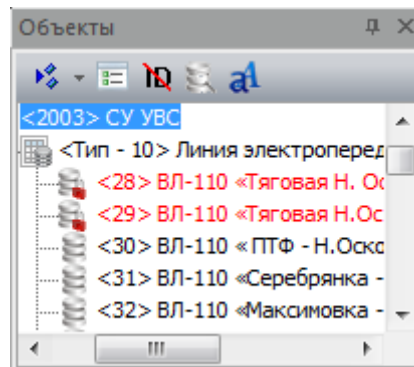 Объекты
<2003> СУ УВС
<Тип - 10> Линия электроперед
<28> ВЛ-110 «Тяговая Н. Ос
<29> ВЛ-110 «Тяговая Н.Ос
<30> ВЛ-110 « ПТФ - Н.Оско
<31> ВЛ-110 «Серебрянка -
<32> ВЛ-110 «Максимовка -